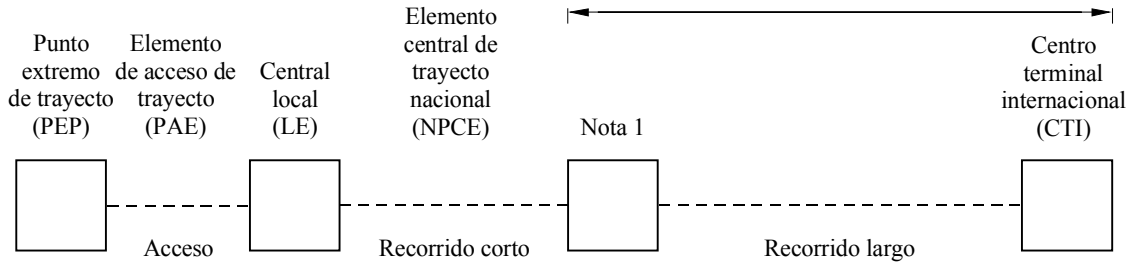 Punto
extremo
de trayecto
(PEP)
Elemento
de acceso de
trayecto
(PAE)
Central
local
(LE)
Elemento
central de
trayecto
nacional
(NPCE)
Nota 1
Centro
terminal
internacional
(CTI)
Acceso
Recorrido corto
Recorrido largo